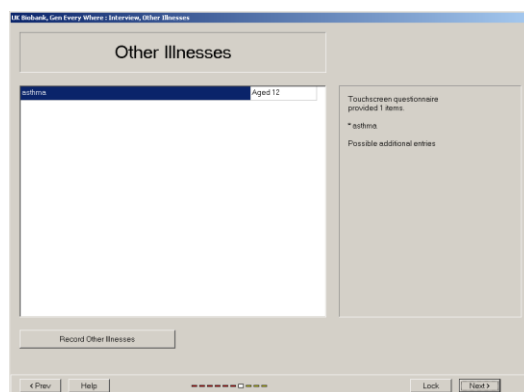 UK Biobank, Gen Every Where : Interview, Other Illnesses
Other Illnesses
asthma Aged 12
Touchscreen questionnaire
provided 1 items.
* asthma
Possible additional entries
Record Other Illnesses
< Prev Help Lock Next >